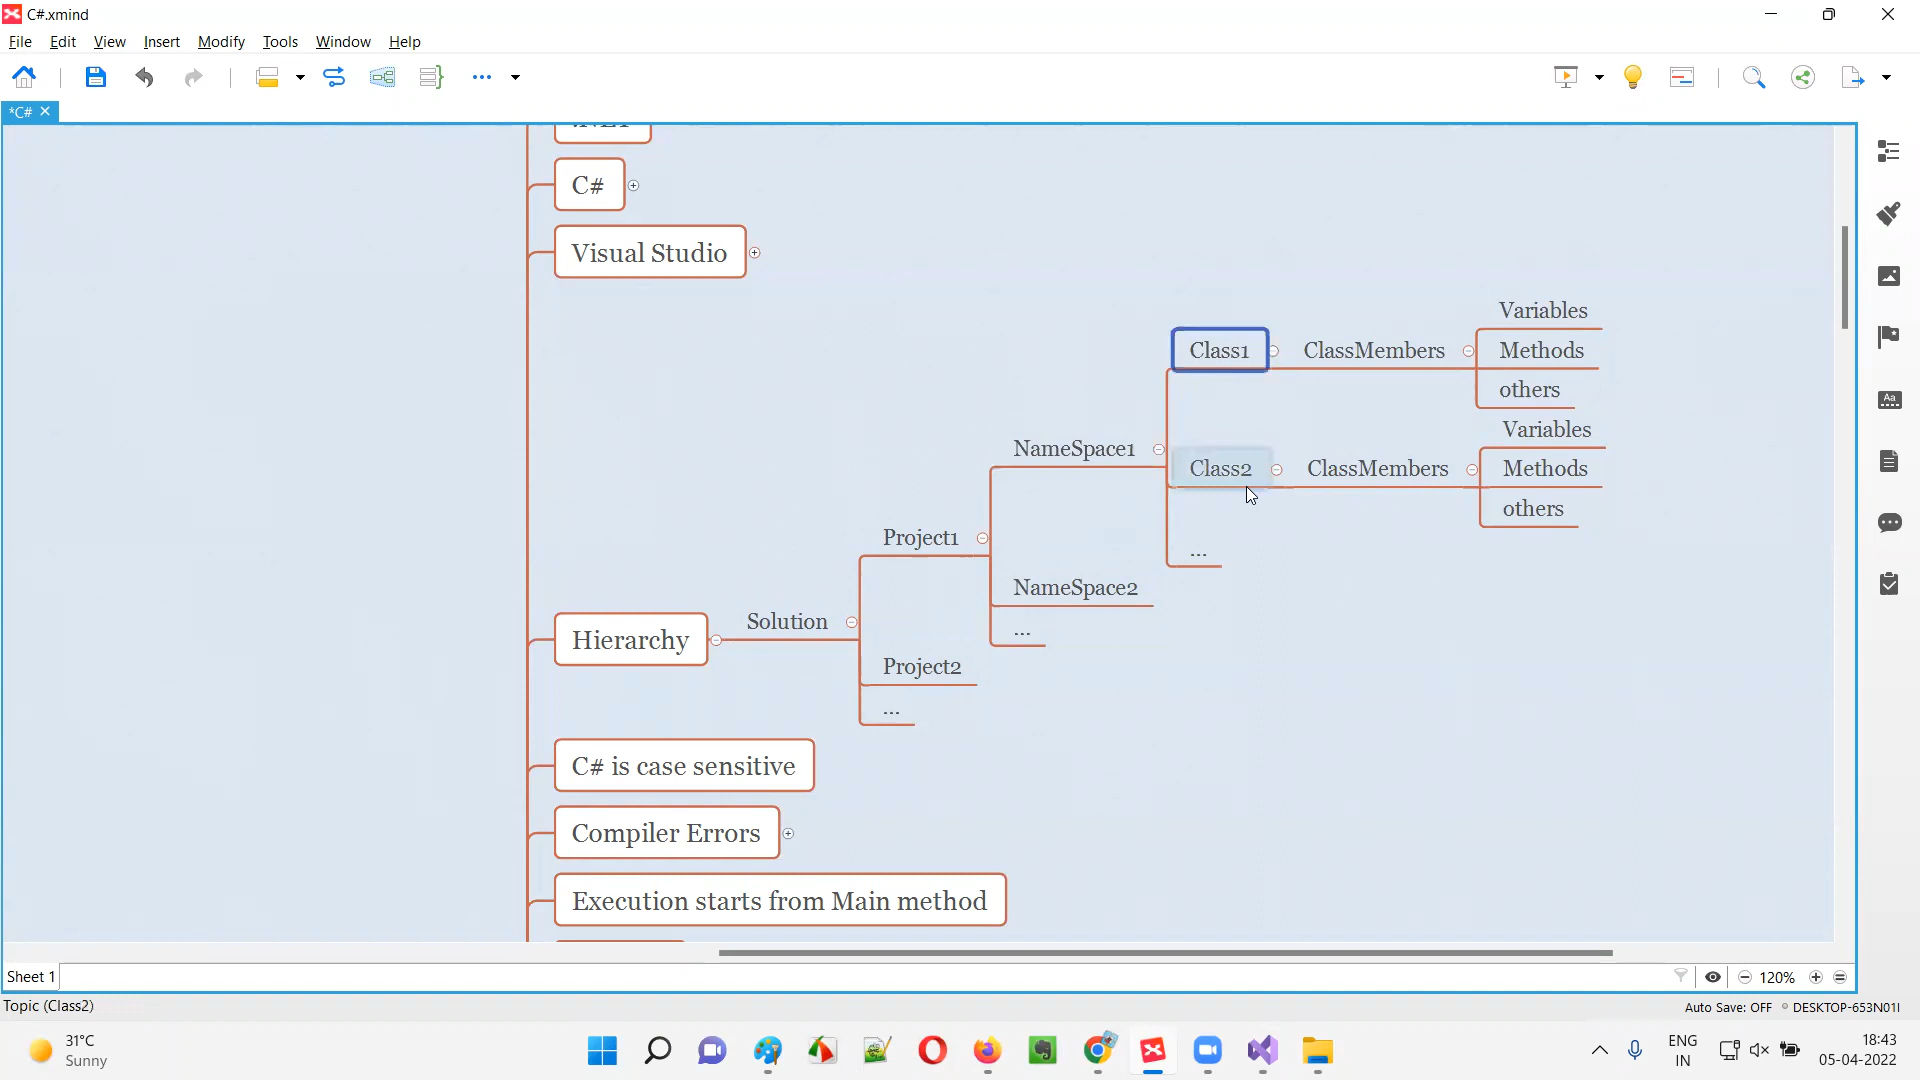 C#.xmind
File Edit View Insert Modify Tools Window Help
*C#
C#
Visual Studio
Variables
Class1 ClassMembers Methods
others
Variables
NameSpace1
Class2 ClassMembers Methods
others
Project1
...
NameSpace2
Solution
Hierarchy
...
Project2
...
C# is case sensitive
Compiler Errors
Execution starts from Main method
Sheet 1
120%
Topic (Class2)
Auto Save: OFF DESKTOP-653N01I
31°C
Sunny
ENG
IN
18:43
05-04-2022
Aa